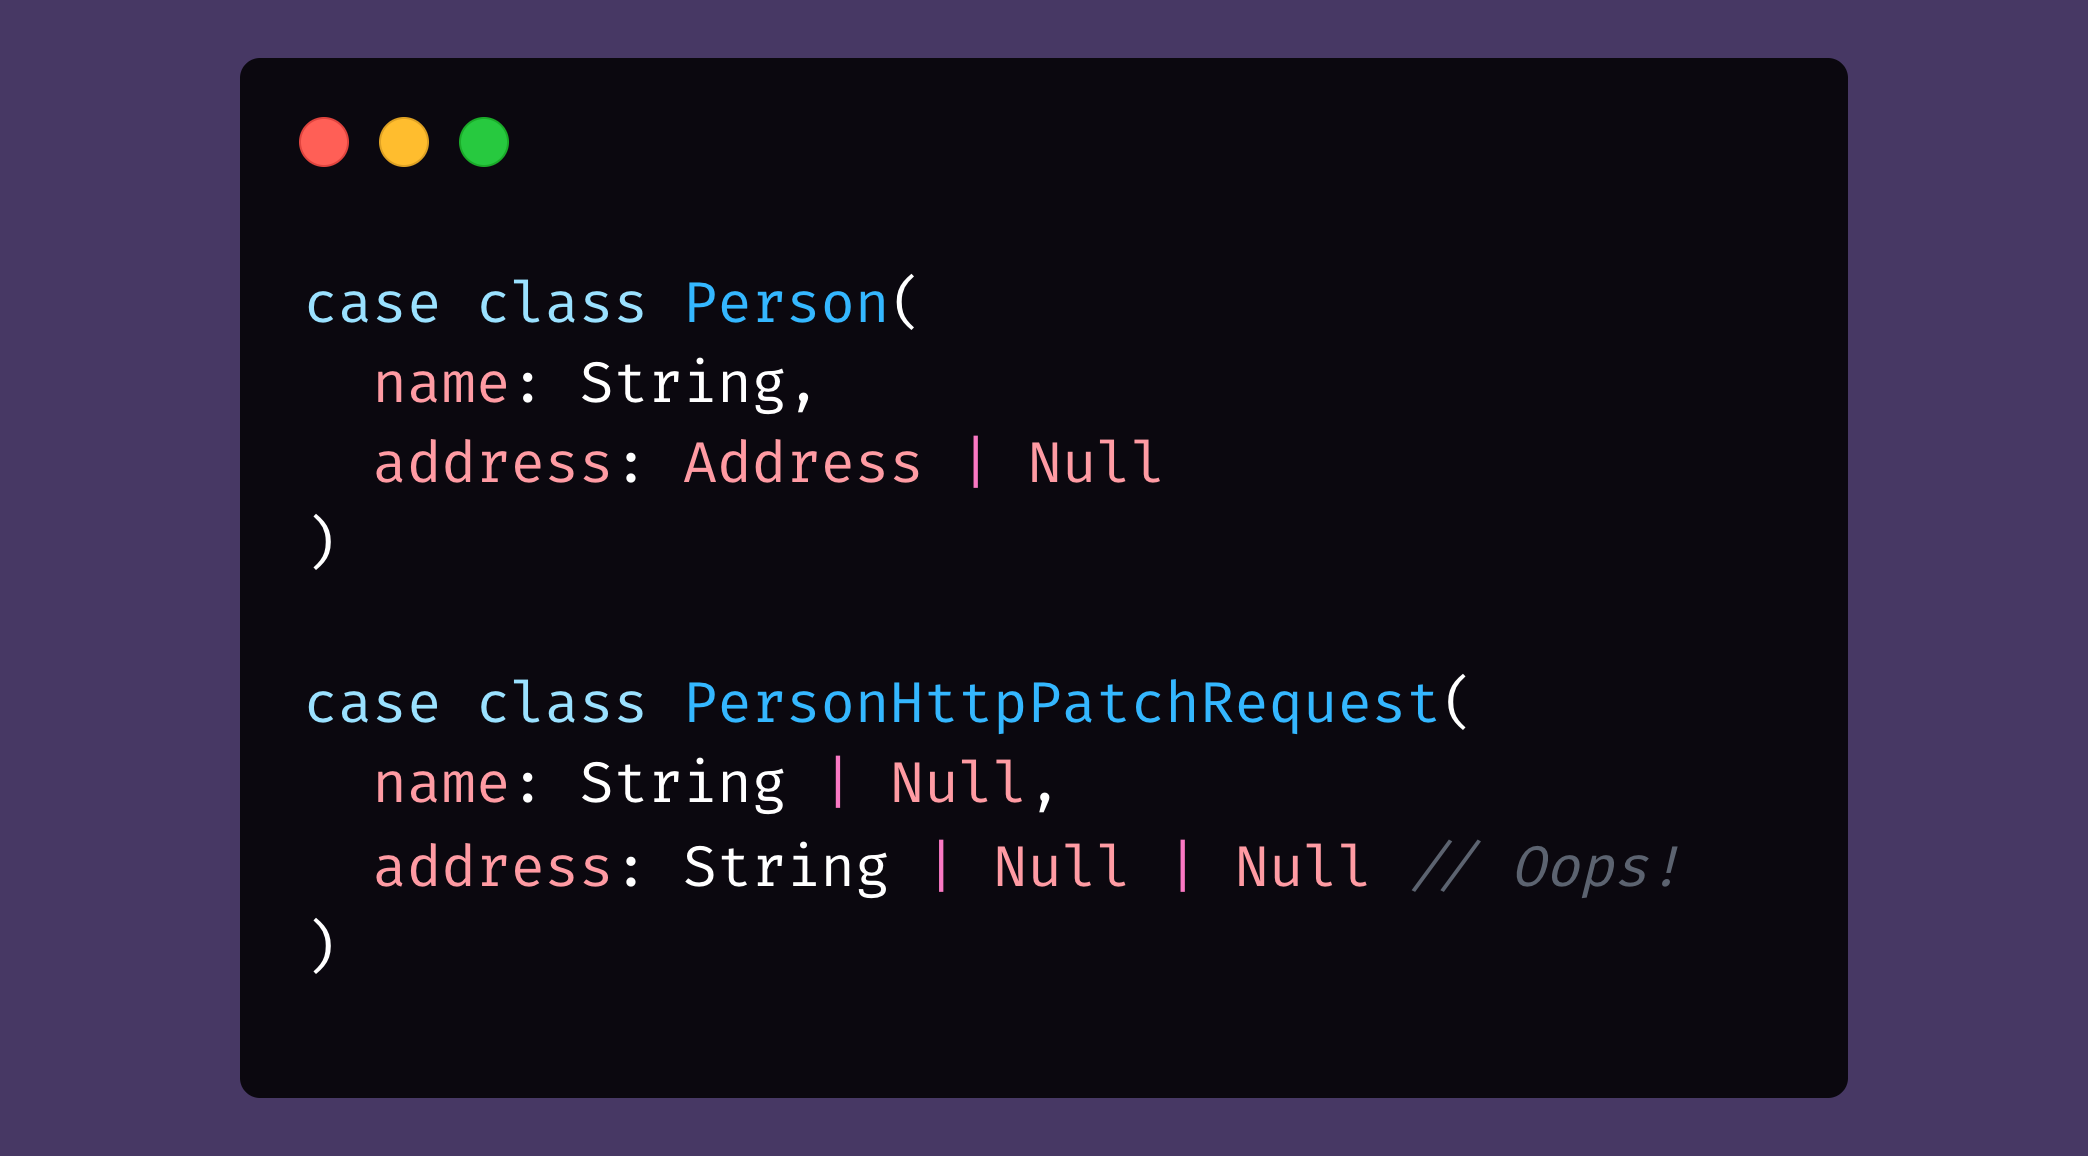 case class Person(
  name: String,
  address: Address | Null
)
case class PersonHttpPatchRequest(
  name: String | Null,
  address: String | Null | Null // Oops!
)